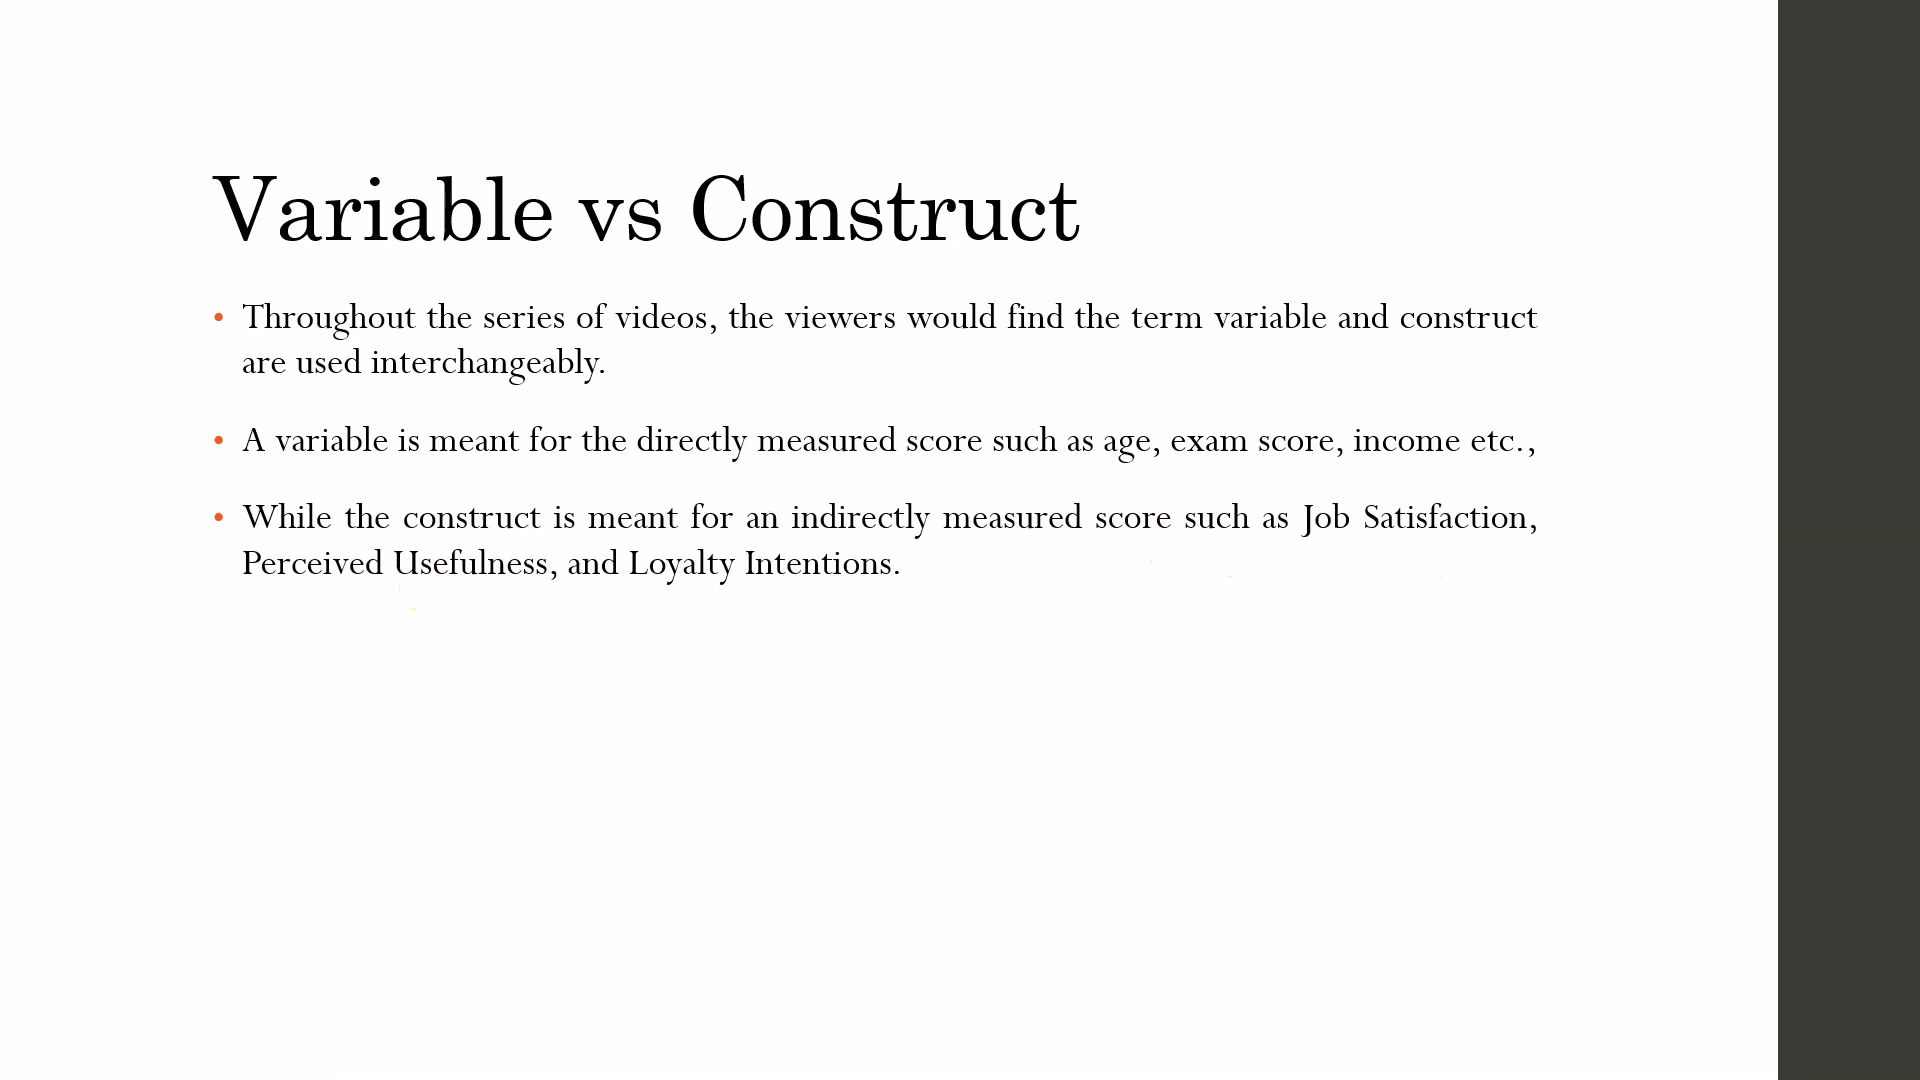 Variable vs Construct
• Throughout the series of videos, the viewers would find the term variable and construct
are used interchangeably.
• A variable is meant for the directly measured score such as age, exam score, income etc.,
• While the construct is meant for an indirectly measured score such as Job Satisfaction,
Perceived Usefulness, and Loyalty Intentions.